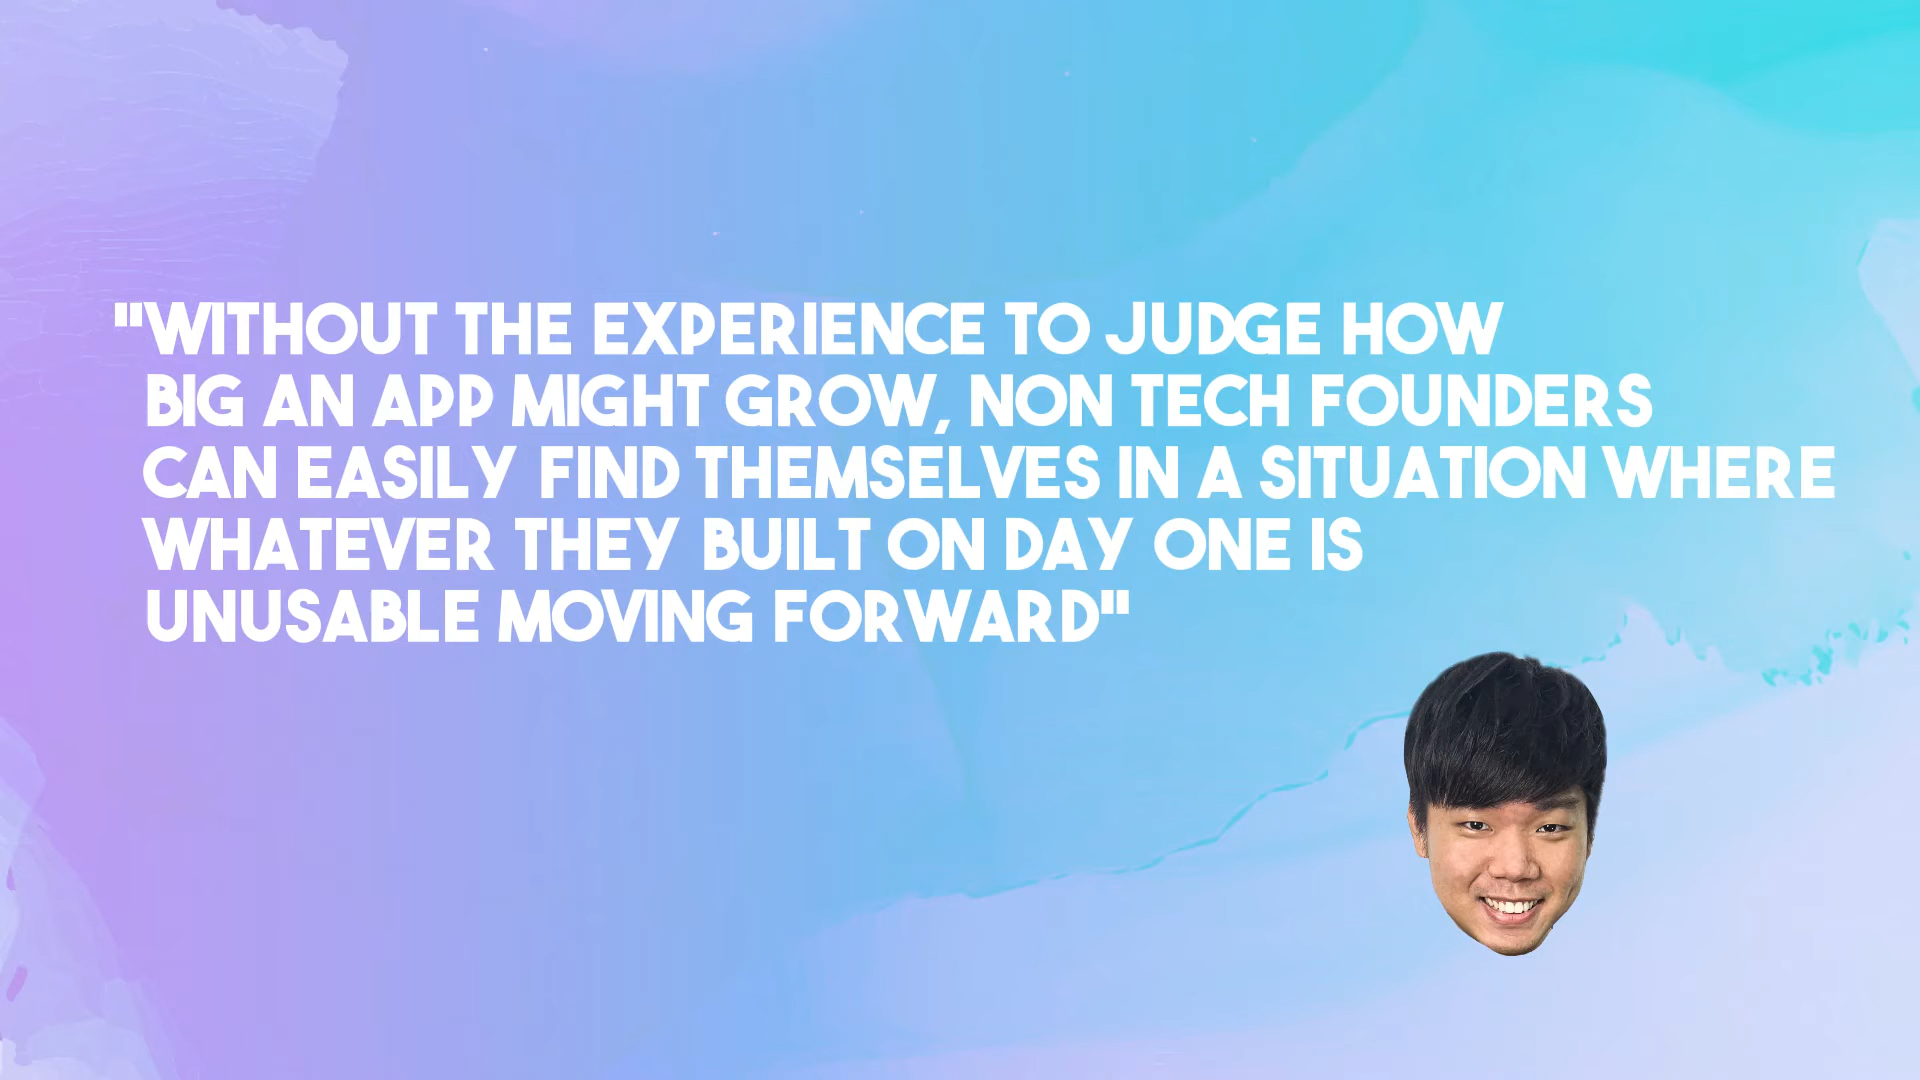 "WITHOUT THE EXPERIENCE TO JUDGE HOW
BIG AN APP MIGHT GROW, NON TECH FOUNDERS
CAN EASILY FIND THEMSELVES IN A SITUATION WHERE
WHATEVER THEY BUILT ON DAY ONE IS
UNUSABLE MOVING FORWARD"